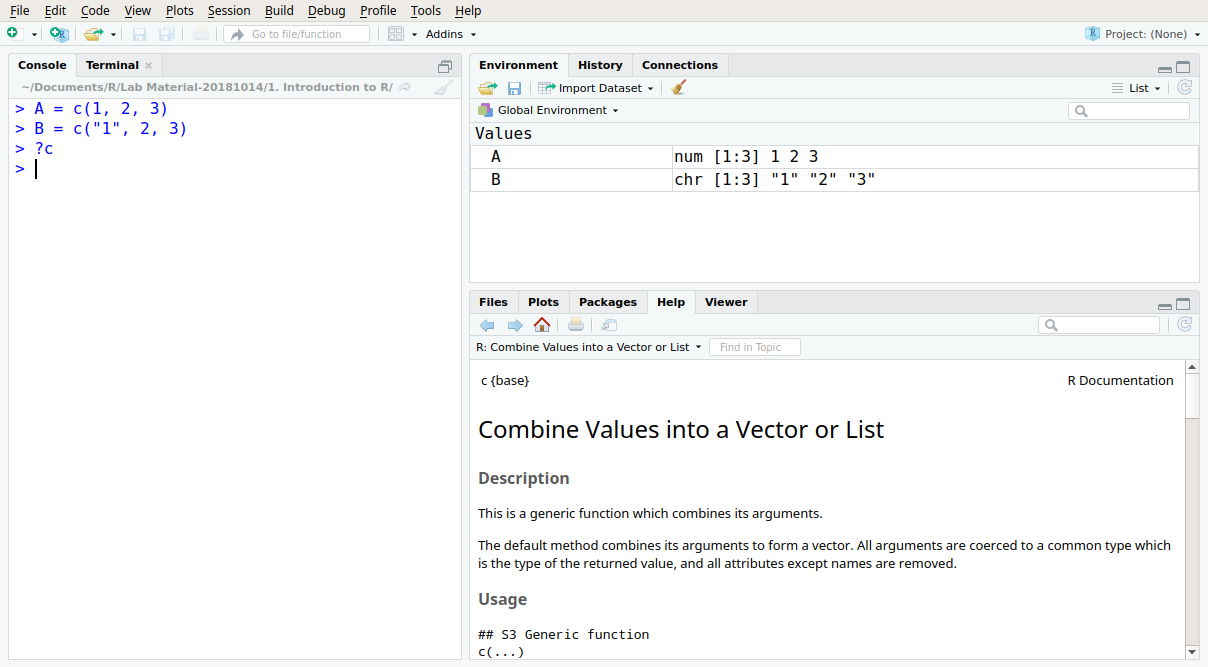 File Edit Code View Plots Session Build Debug Profile Tools Help
Go to file/function Addins Project: (None)
Console Terminal
~/Documents/R/Lab Material-20181014/1. Introduction to R/
> A = c(1, 2, 3)
> B = c("1", 2, 3)
> ?c
>
Environment History Connections
Import Dataset List
Global Environment
Values
A num [1:3] 1 2 3
B chr [1:3] "1" "2" "3"
Files Plots Packages Help Viewer
R: Combine Values into a Vector or List Find in Topic
c {base} R Documentation
Combine Values into a Vector or List
Description
This is a generic function which combines its arguments.
The default method combines its arguments to form a vector. All arguments are coerced to a common type which
is the type of the returned value, and all attributes except names are removed.
Usage
## S3 Generic function
c(...)